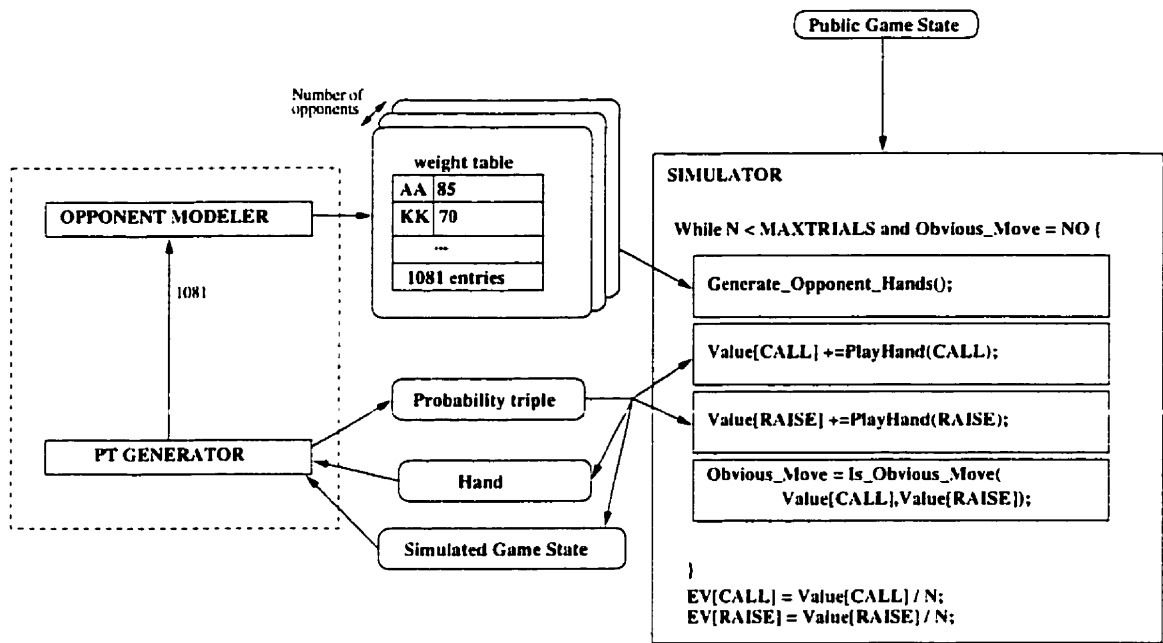 Public Game State
Number of
opponents
weight table
AA 85
KK 70
...
1081 entries
OPPONENT MODELER
1081
PT GENERATOR
Probability triple
Hand
Simulated Game State
SIMULATOR
While N < MAXTRIALS and Obvious_Move = NO {
Generate_Opponent_Hands();
Value[CALL] +=PlayHand(CALL);
Value[RAISE] +=PlayHand(RAISE);
Obvious_Move = Is_Obvious_Move(
Value[CALL],Value[RAISE]);
}
EV[CALL] = Value[CALL] / N;
EV[RAISE] = Value[RAISE] / N;